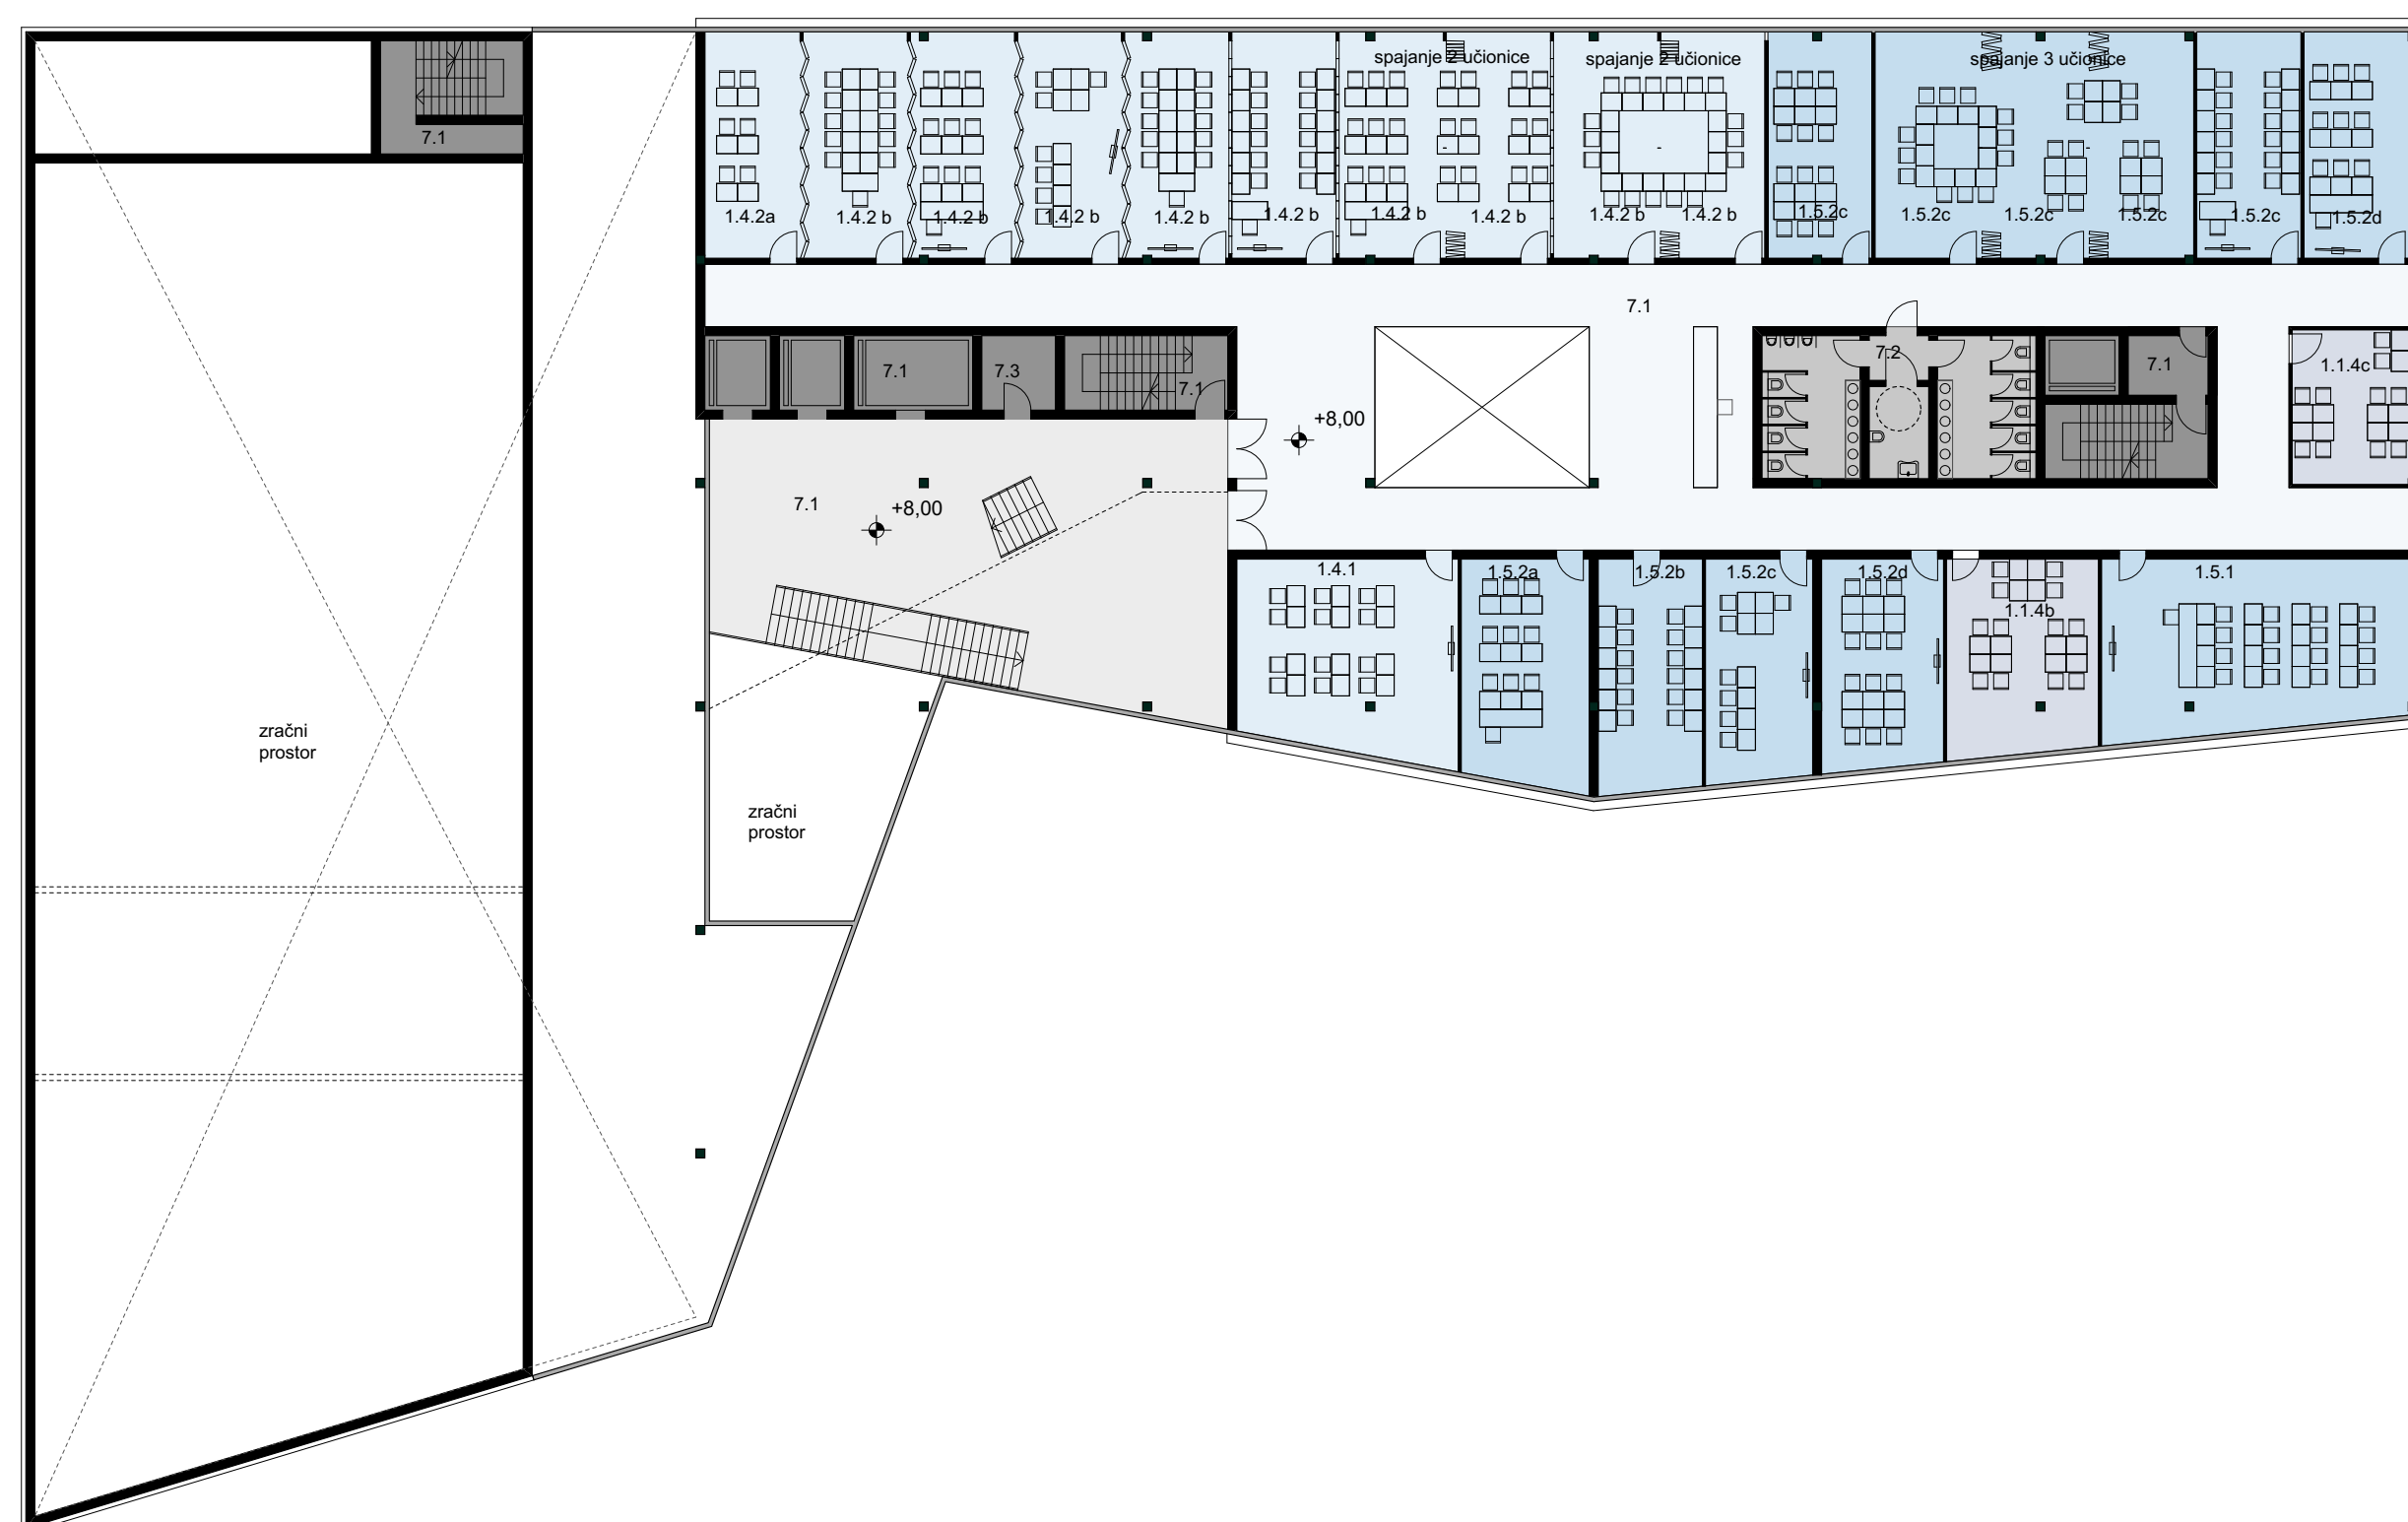 spajanje 2 učionice
spajanje 2 učionice
spajanje 3 učionice
7.1
1.4.2a
1.4.2 b
1.4.2 b
1.4.2 b
1.4.2 b
1.4.2 b
1.4.2 b
1.4.2 b
1.4.2 b
1.4.2 b
1.5.2c
1.5.2c
1.5.2c
1.5.2c
1.5.2c
1.5.2d
7.1
7.1
7.3
7.1
7.2
7.1
1.1.4c
+8,00
7.1
+8,00
1.4.1
1.5.2a
1.5.2b
1.5.2c
1.5.2d
1.1.4b
1.5.1
zračni
prostor
zračni
prostor